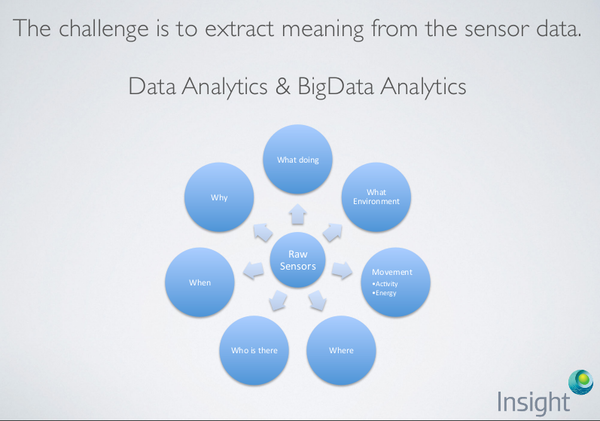 The challenge is to extract meaning from the sensor data.
Data Analytics & BigData Analytics
What doing
What
Environment
Movement
•Activity
•Energy
Where
Who is there
When
Why
Raw
Sensors
Insight